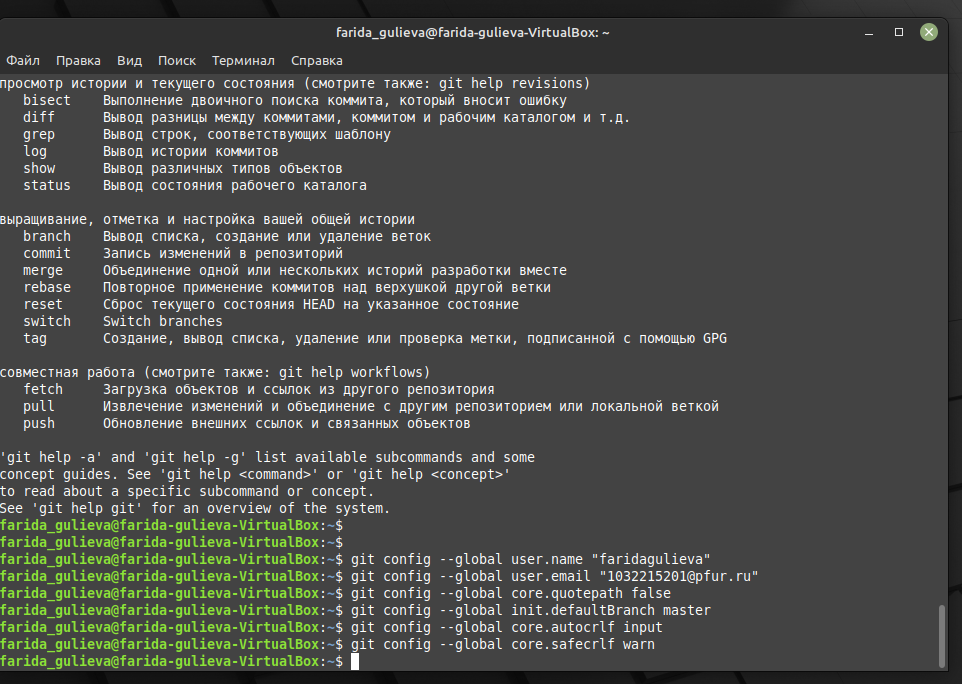 farida_gulieva@farida-gulieva-VirtualBox: ~
Файл Правка Вид Поиск Терминал Справка
просмотр истории и текущего состояния (смотрите также: git help revisions)
bisect Выполнение двоичного поиска коммита, который вносит ошибку
diff Вывод разницы между коммитами, коммитом и рабочим каталогом и т.д.
grep Вывод строк, соответствующих шаблону
log Вывод истории коммитов
show Вывод различных типов объектов
status Вывод состояния рабочего каталога
выращивание, отметка и настройка вашей общей истории
branch Вывод списка, создание или удаление веток
commit Запись изменений в репозиторий
merge Объединение одной или нескольких историй разработки вместе
rebase Повторное применение коммитов над верхушкой другой ветки
reset Сброс текущего состояния HEAD на указанное состояние
switch Switch branches
tag Создание, вывод списка, удаление или проверка метки, подписанной с помощью GPG
совместная работа (смотрите также: git help workflows)
fetch Загрузка объектов и ссылок из другого репозитория
pull Извлечение изменений и объединение с другим репозиторием или локальной веткой
push Обновление внешних ссылок и связанных объектов
'git help -a' and 'git help -g' list available subcommands and some
concept guides. See 'git help <command>' or 'git help <concept>'
to read about a specific subcommand or concept.
See 'git help git' for an overview of the system.
farida_gulieva@farida-gulieva-VirtualBox:~$
farida_gulieva@farida-gulieva-VirtualBox:~$
farida_gulieva@farida-gulieva-VirtualBox:~$ git config --global user.name "faridagulieva"
farida_gulieva@farida-gulieva-VirtualBox:~$ git config --global user.email "1032215201@pfur.ru"
farida_gulieva@farida-gulieva-VirtualBox:~$ git config --global core.quotepath false
farida_gulieva@farida-gulieva-VirtualBox:~$ git config --global init.defaultBranch master
farida_gulieva@farida-gulieva-VirtualBox:~$ git config --global core.autocrlf input
farida_gulieva@farida-gulieva-VirtualBox:~$ git config --global core.safecrlf warn
farida_gulieva@farida-gulieva-VirtualBox:~$